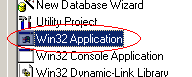 New Database Wizard
Utility Project
Win32 Application
Win32 Console Application
Win32 Dynamic-Link Library